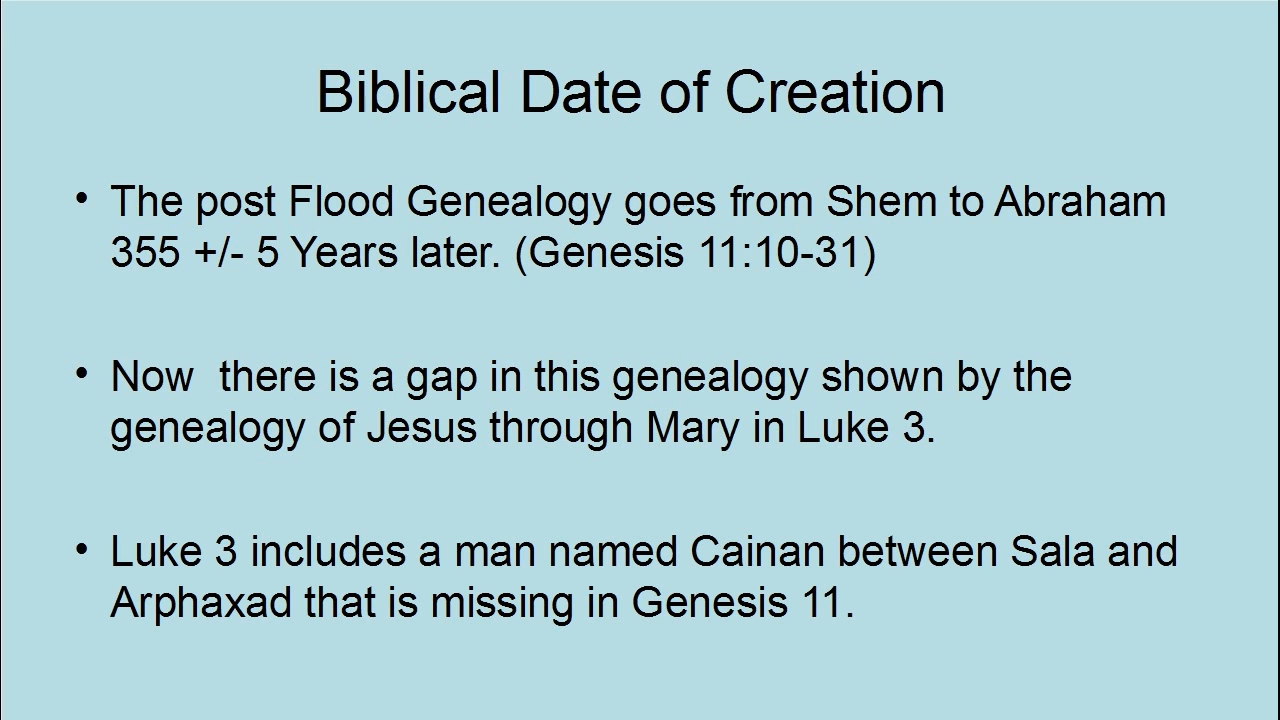 Biblical Date of Creation
• The post Flood Genealogy goes from Shem to Abraham
355 +/- 5 Years later. (Genesis 11:10-31)
• Now  there is a gap in this genealogy shown by the
genealogy of Jesus through Mary in Luke 3.
• Luke 3 includes a man named Cainan between Sala and
Arphaxad that is missing in Genesis 11.